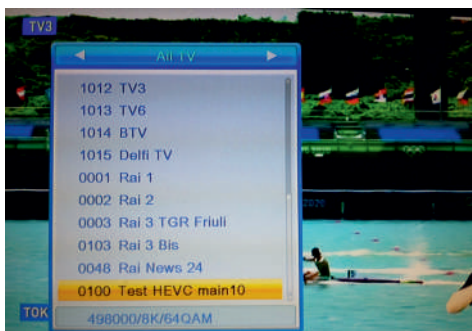 TV3
All TV
1012 TV3
1013 TV6
1014 BTV
1015 Delfi TV
0001 Rai 1
0002 Rai 2
0003 Rai 3 TGR Friuli
0103 Rai 3 Bis
0048 Rai News 24
0100 Test HEVC main10
2020
TOK
498000/8K/64QAM